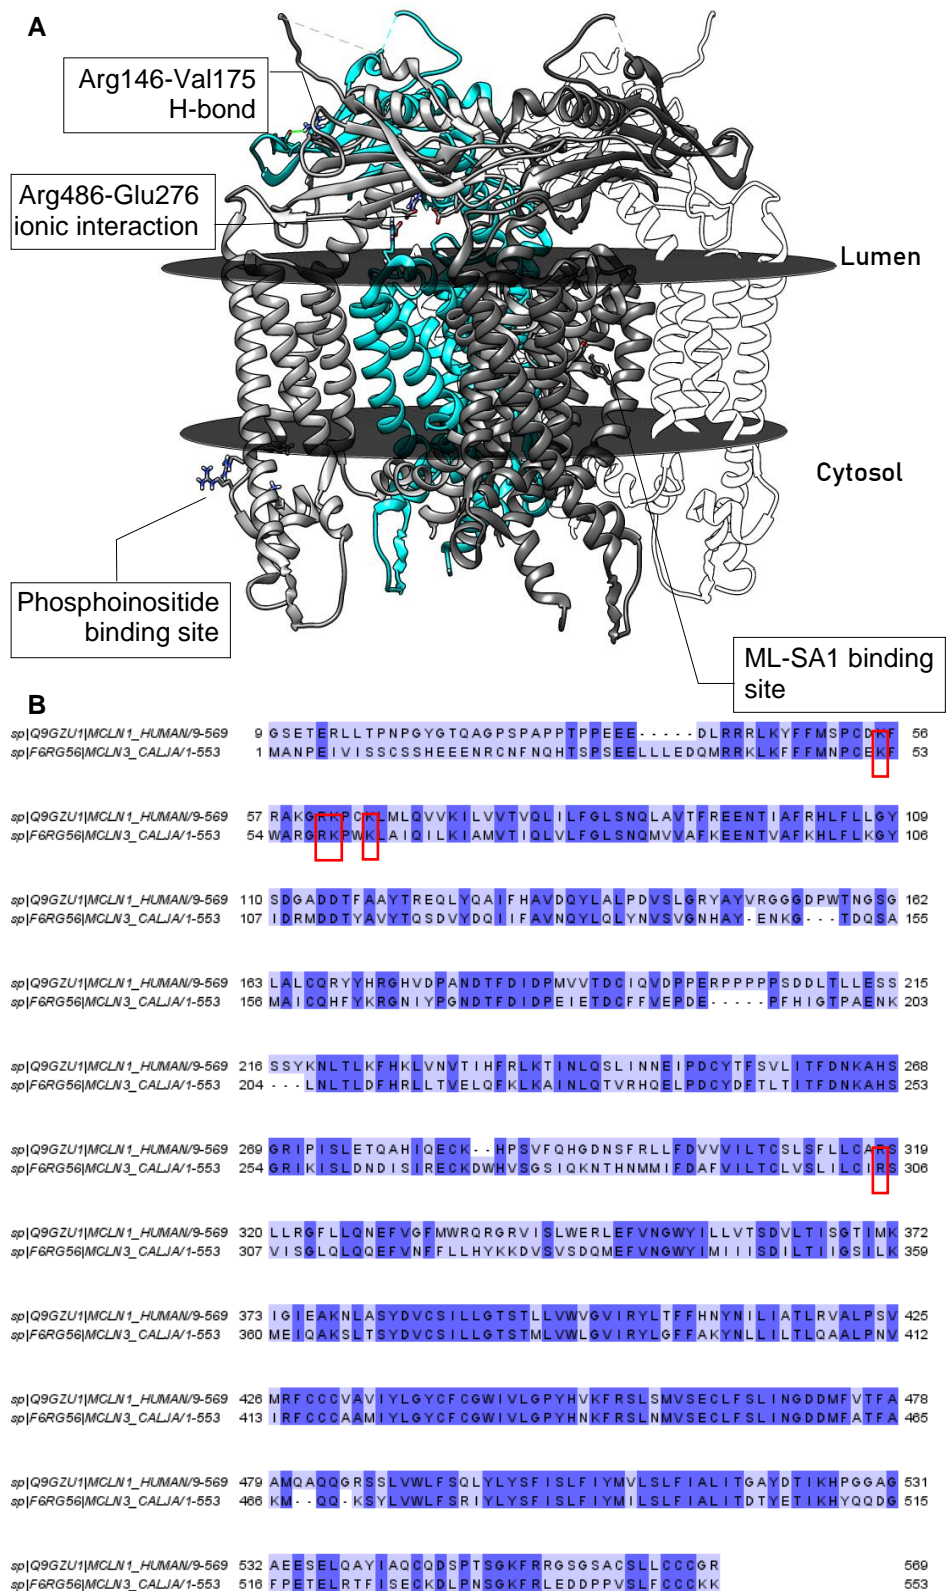 A
Arg146-Val175
H-bond
Arg486-Glu276
ionic interaction
Lumen
Cytosol
Phosphoinositide
binding site
ML-SA1 binding
site
B
sp|Q9GZU1|MCLN1_HUMAN/9-569 9 GSETERLLTPNPGYGTQAGPSPAPPTPPEEE-----DLRRRLKYFFMSPCDKF 56
sp|F6RG56|MCLN3_CALJA/1-553 1 MANPEIVISSCSSHEEENRCNFNQHTSPSEELLLEDQMRRKLKFFFMNPCEKF 53
sp|Q9GZU1|MCLN1_HUMAN/9-569 57 RAKGRKPCKLMLQVVKILVVTVQLILFGLSNQLAVTFREENTIAFRHLFLLGY 109
sp|F6RG56|MCLN3_CALJA/1-553 54 WARGRKPWKLAIQILKIAMVTIQLVLFGLSNQMVVAFKEENTVAFKHLFLKGY 106
sp|Q9GZU1|MCLN1_HUMAN/9-569 110 SDGADDTFAAYTREQLYQAIFHAVDQYLALPDVSLGRYAYVRGGGDPWTNGSG 162
sp|F6RG56|MCLN3_CALJA/1-553 107 IDRMDDTYAVYTQSDVYDQIIFAVNQYLQLYNVSVGNHAY-ENKG---TDQSA 155
sp|Q9GZU1|MCLN1_HUMAN/9-569 163 LALCQRYYHRGHVDPANDTFDIDPMVVTDCIQVDPPERPPPPPSDDLTLLESS 215
sp|F6RG56|MCLN3_CALJA/1-553 156 MAICQHFYKRGNIYPGNDTFDIDPEIETDCFFVEPDE-----PFHIGTPAENK 203
sp|Q9GZU1|MCLN1_HUMAN/9-569 216 SSYKNLTLKFHKLVNVTIHFRLKTINLQSLINNEIPDCYTFSVLITFDNKAHS 268
sp|F6RG56|MCLN3_CALJA/1-553 204 ---LNLTLDFHRLLTVELQFKLKAINLQTVRHQELPDCYDFTLTITFDNKAHS 253
sp|Q9GZU1|MCLN1_HUMAN/9-569 269 GRIPISLETQAHIQECK--HPSVFQHGDNSFRLLFDVVVILTCSLSFLLCARS 319
sp|F6RG56|MCLN3_CALJA/1-553 254 GRIKISLDNDISIRECKDWHVSGSIQKNTHNMMIFDAFVILTCLVSLILCIRS 306
sp|Q9GZU1|MCLN1_HUMAN/9-569 320 LLRGFLLQNEFVGFMWRQRGRVISLWERLEFVNGWYILLVTSDVLTISGTIMK 372
sp|F6RG56|MCLN3_CALJA/1-553 307 VISGLQLQQEFVNFFLLHYKKDVSVSDQMEFVNGWYIMIIISDILTIIGSILK 359
sp|Q9GZU1|MCLN1_HUMAN/9-569 373 IGIEAKNLASYDVCSILLGTSTLLVWVGVIRYLTFFHNYNILIATLRVALPSV 425
sp|F6RG56|MCLN3_CALJA/1-553 360 MEIQAKSLTSYDVCSILLGTSTMLVWLGVIRYLGFFAKYNLLILTLQAALPNV 412
sp|Q9GZU1|MCLN1_HUMAN/9-569 426 MRFCCCVAVIYLGYCFCGWIVLGPYHVKFRSLSMVSECLFSLINGDDMFVTFA 478
sp|F6RG56|MCLN3_CALJA/1-553 413 IRFCCCAAMIYLGYCFCGWIVLGPYHNKFRSLNMVSECLFSLINGDDMFATFA 465
sp|Q9GZU1|MCLN1_HUMAN/9-569 479 AMQAQQGRSSLVWLFSQLYLYSFISLFIYMVLSLFIALITGAYDTIKHPGGAG 531
sp|F6RG56|MCLN3_CALJA/1-553 466 KM--QQ-KSYLVWLFSRIYLYSFISLFIYMILSLFIALITDTYETIKHYQQDG 515
sp|Q9GZU1|MCLN1_HUMAN/9-569 532 AEESELQAYIAQCQDSPTSGKFRRGSGSACSLLCCCGR 569
sp|F6RG56|MCLN3_CALJA/1-553 516 FPETELRTFISECKDLPNSGKFRLEDDPPVSLFCCCKK 553